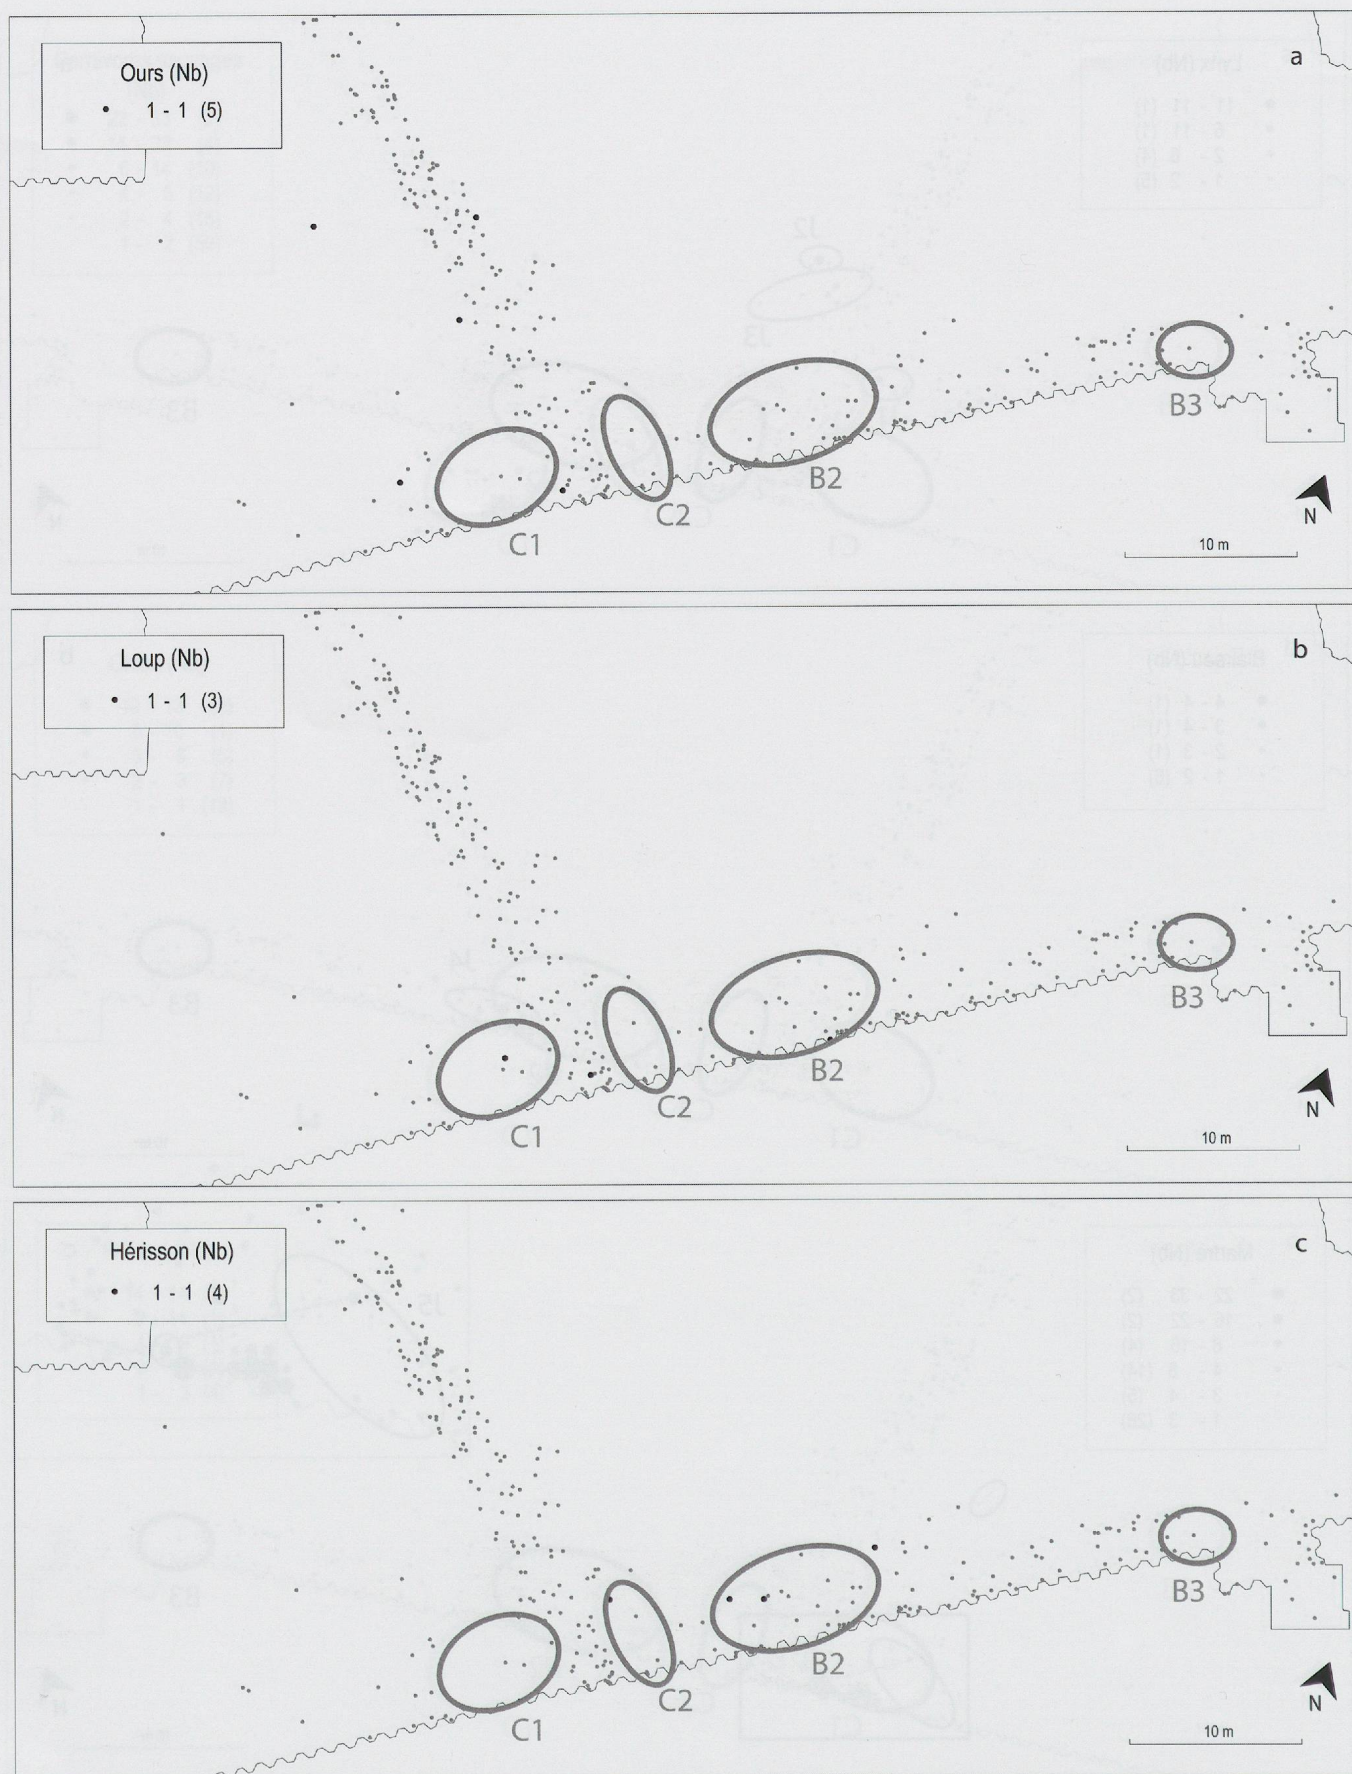 a
Ours (Nb)
1 - 1 (5)
C1
C2
B2
B3
N
10 m
b
Loup (Nb)
1 - 1 (3)
C1
C2
B2
B3
N
10 m
c
Hérisson (Nb)
1 - 1 (4)
C1
C2
B2
B3
N
10 m